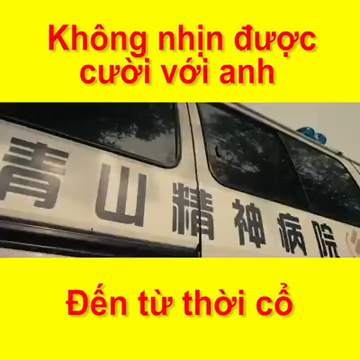 Không nhịn được
cười với anh
青山精神病院
Đến từ thời cổ